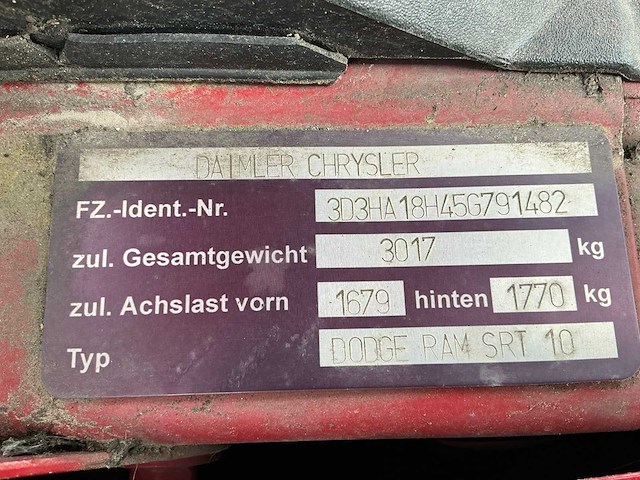 DAIMLER CHRYSLER
FZ.-Ident.-Nr. 3D3HA18H45G791482
zul. Gesamtgewicht 3017 kg
zul. Achslast vorn 1679 hinten 1770 kg
Typ DODGE RAM SRT 10